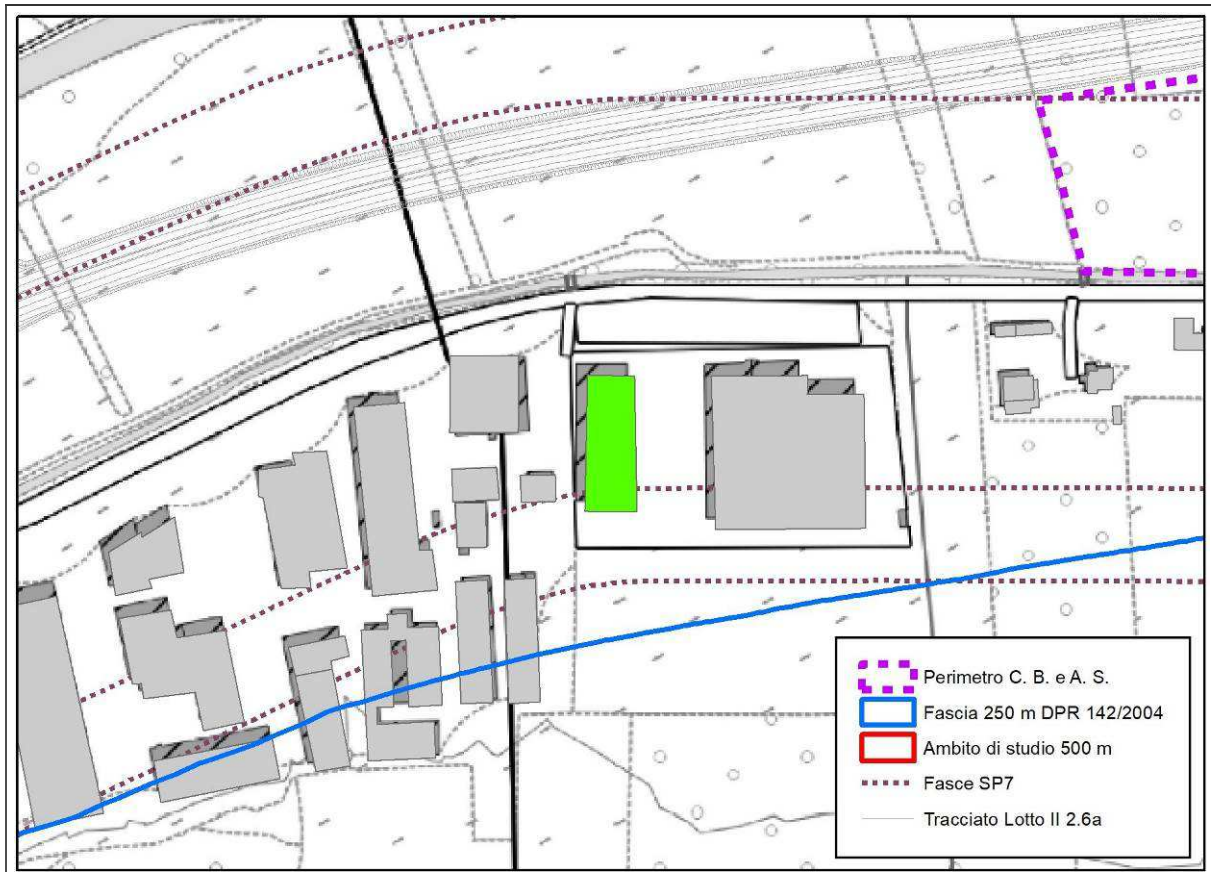 Perimetro C. B. e A. S.
Fascia 250 m DPR 142/2004
Ambito di studio 500 m
Fasce SP7
Tracciato Lotto II 2.6a